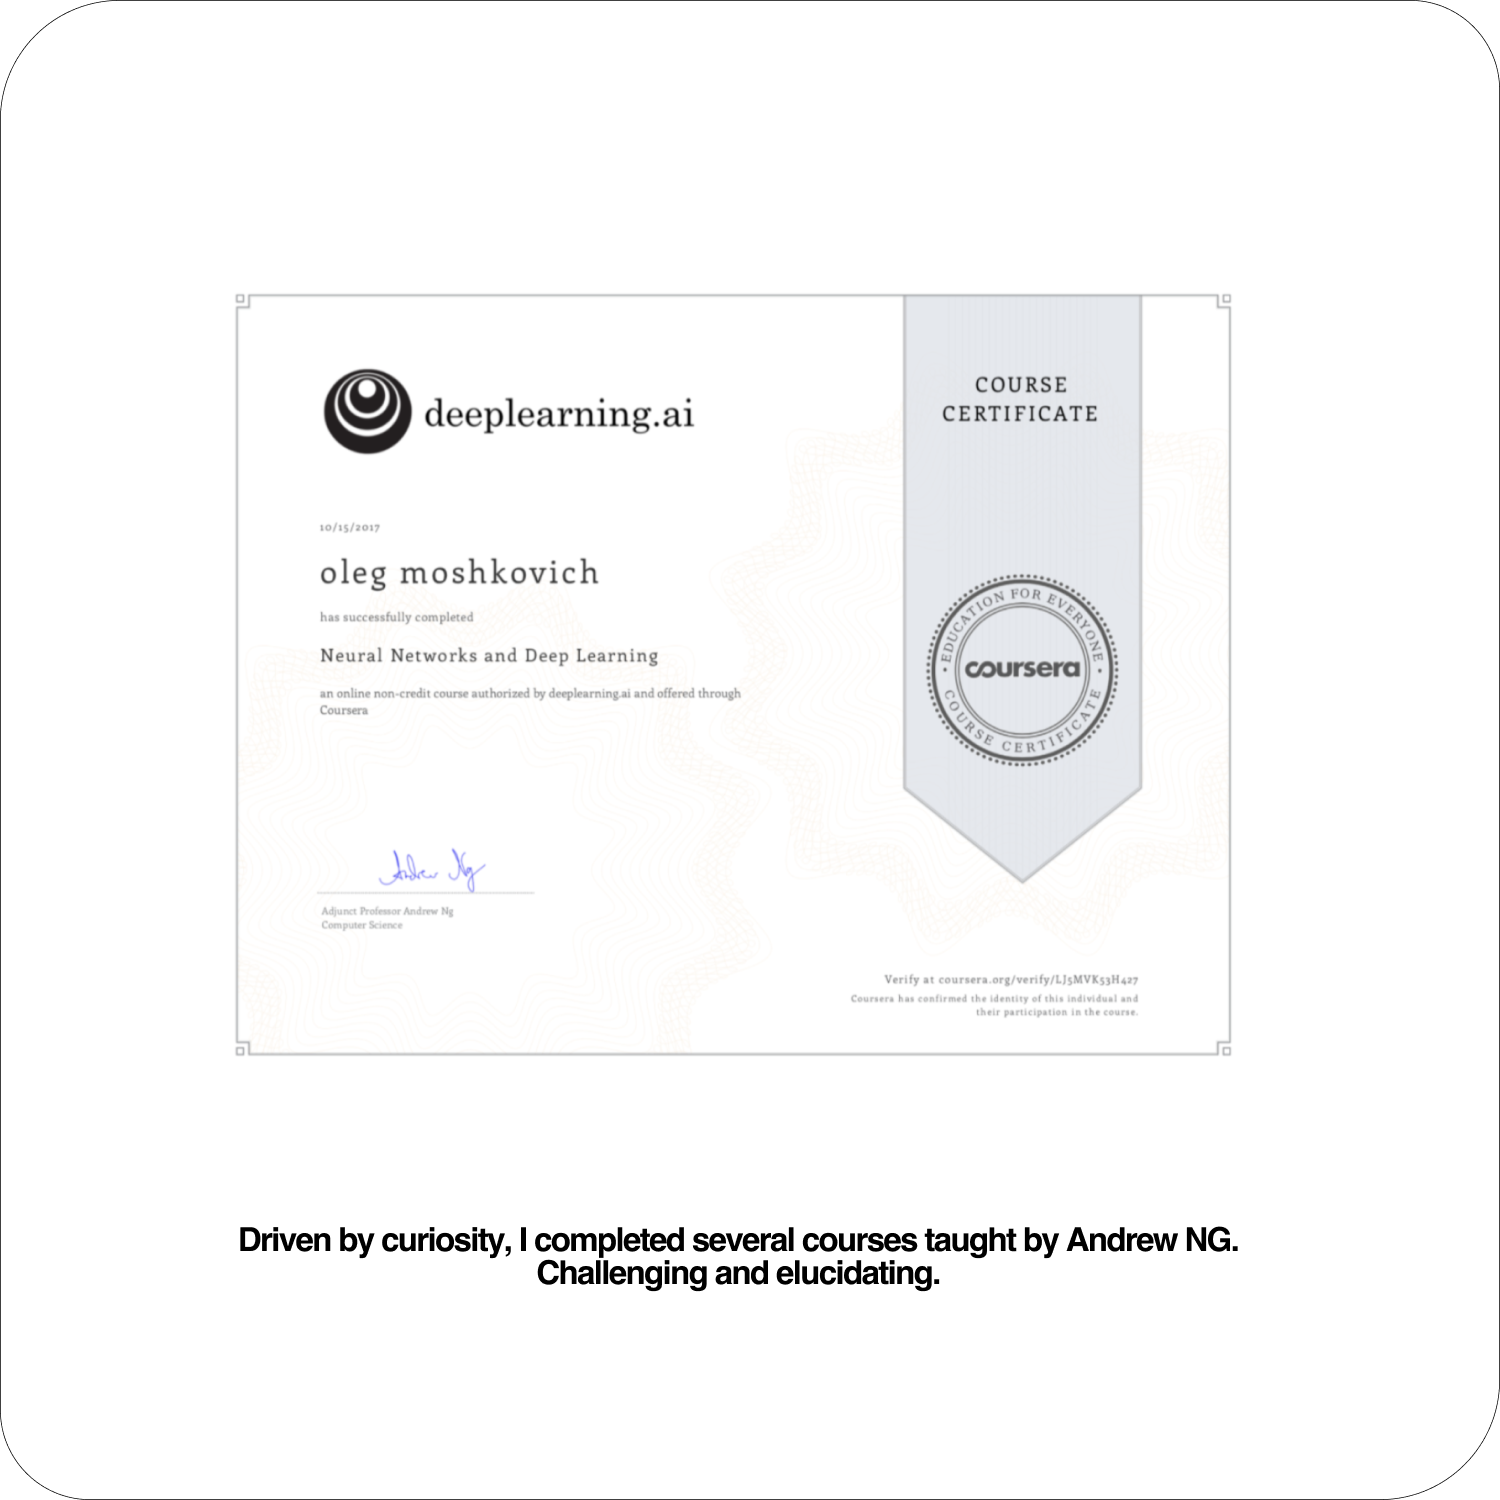 deeplearning.ai
COURSE
CERTIFICATE
10/15/2017
oleg moshkovich
has successfully completed
Neural Networks and Deep Learning
an online non-credit course authorized by deeplearning.ai and offered through
Coursera
EDUCATION FOR EVERYONE
coursera
COURSE CERTIFICATE
Andrew Ng
Adjunct Professor Andrew Ng
Computer Science
Verify at coursera.org/verify/LJ5MVK53H427
Coursera has confirmed the identity of this individual and
their participation in the course.
Driven by curiosity, I completed several courses taught by Andrew NG.
Challenging and elucidating.